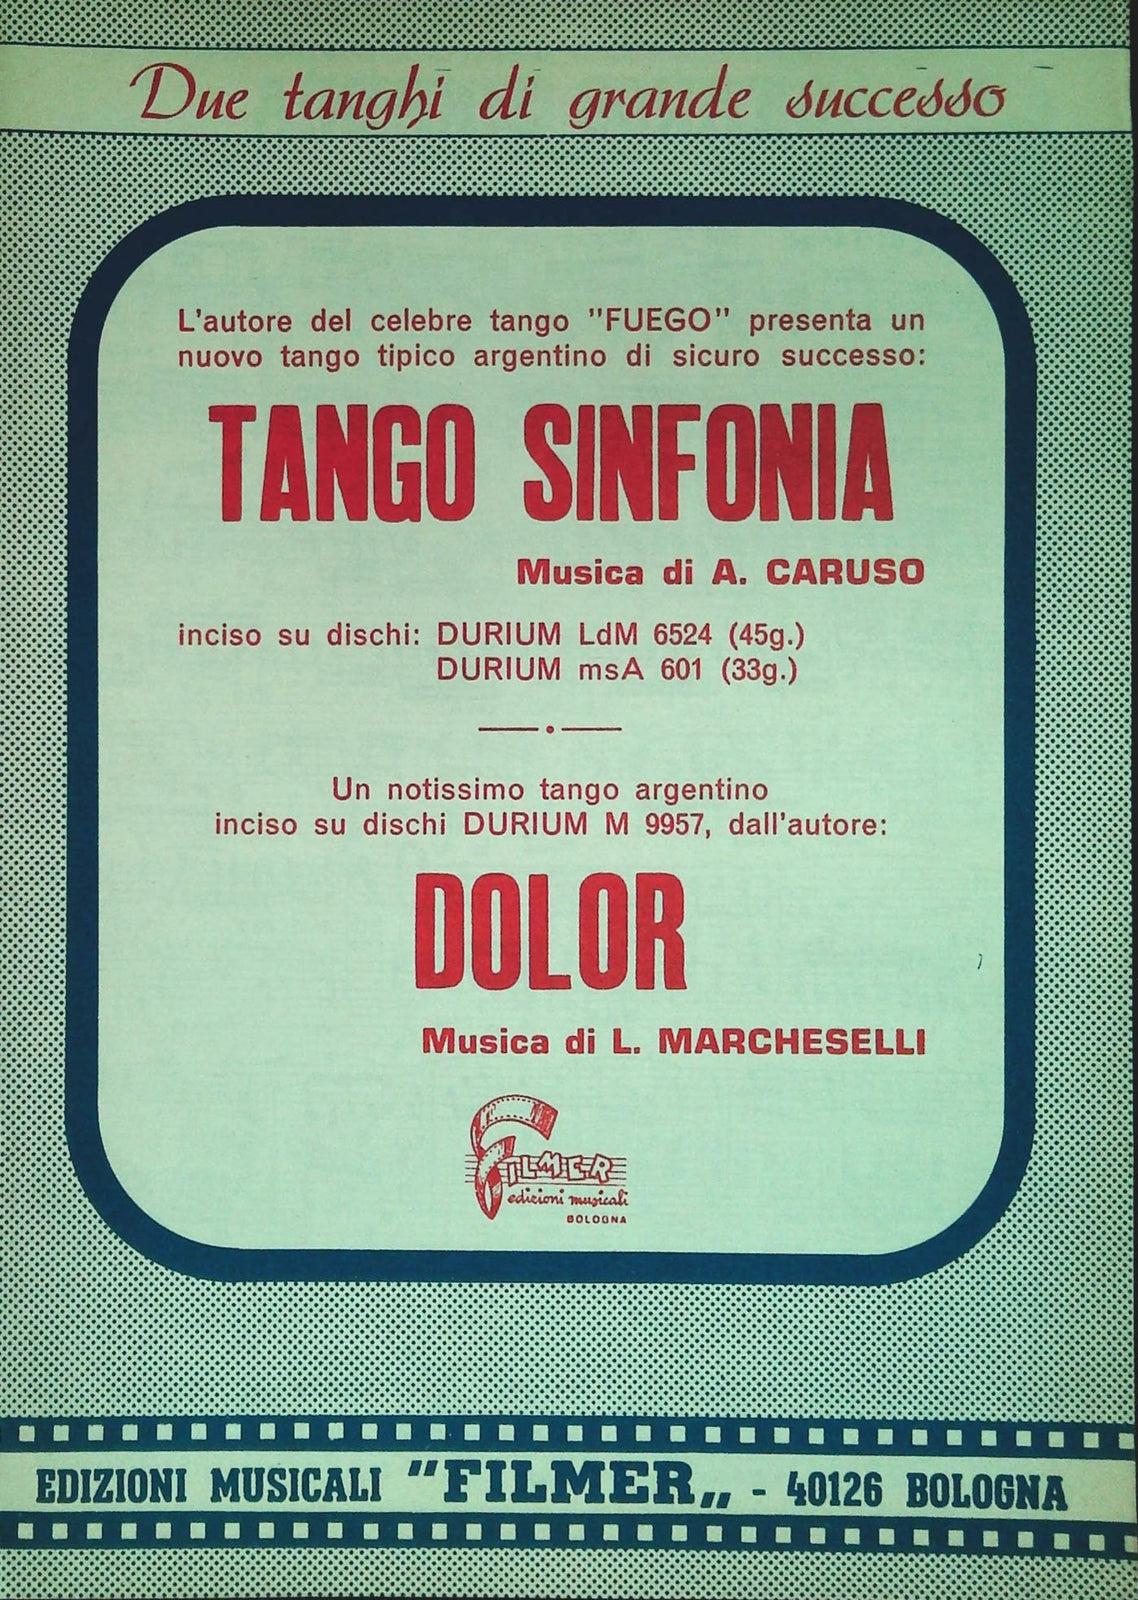 Due tanghi di grande successo
L'autore del celebre tango "FUEGO" presenta un
nuovo tango tipico argentino di sicuro successo:
TANGO SINFONIA
Musica di A. CARUSO
inciso su dischi: DURIUM LdM 6524 (45g.)
DURIUM msA 601 (33g.)
Un notissimo tango argentino
inciso su dischi DURIUM M 9957, dall'autore:
DOLOR
Musica di L. MARCHESELLI
FILMER
edizioni musicali
BOLOGNA
EDIZIONI MUSICALI "FILMER„ - 40126 BOLOGNA